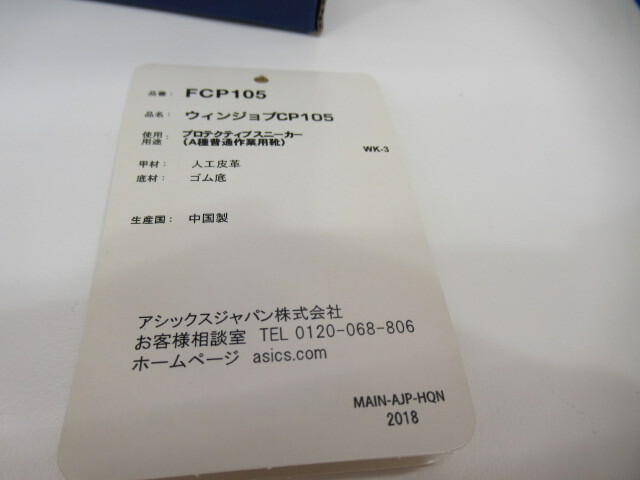 品番： FCP105
品名： ウィンジョブCP105
使用用途： プロテクティブスニーカー
（A種普通作業用靴）
WK-3
甲材： 人工皮革
底材： ゴム底
生産国： 中国製
アシックスジャパン株式会社
お客様相談室 TEL 0120-068-806
ホームページ asics.com
MAIN-AJP-HQN
2018